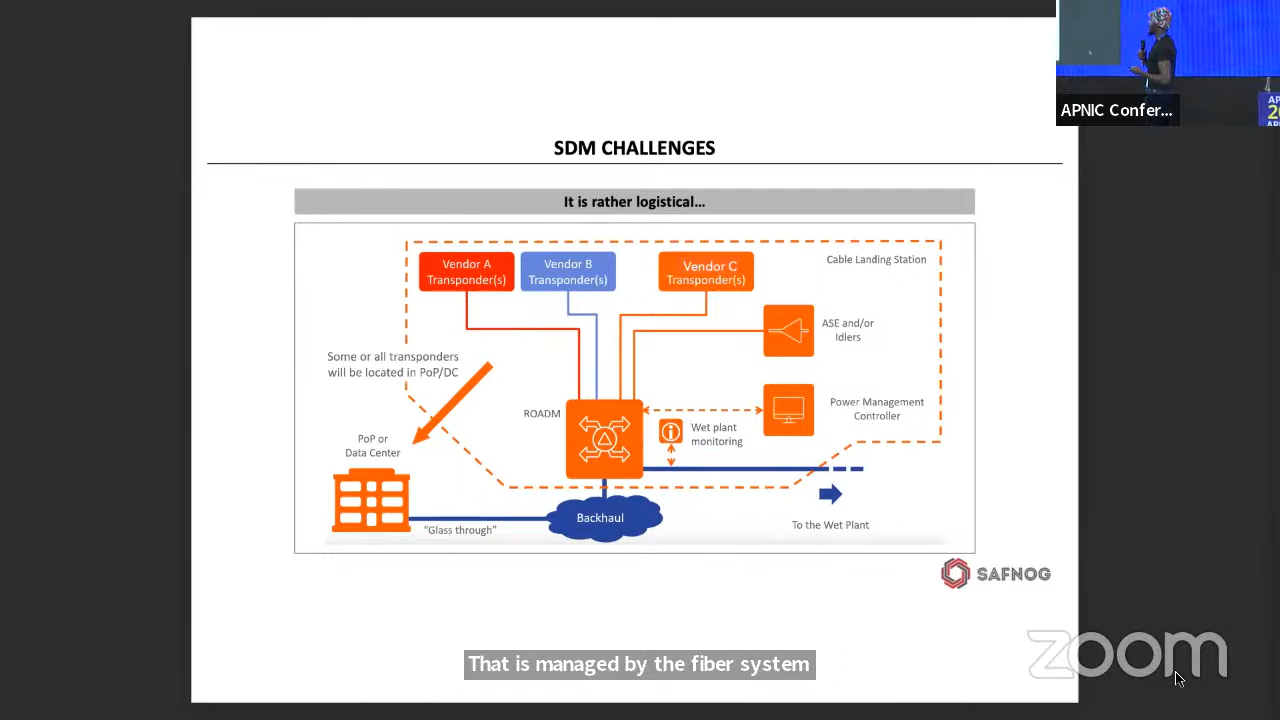 SDM CHALLENGES
It is rather logistical…
Vendor A
Transponder(s)
Vendor B
Transponder(s)
Vendor C
Transponder(s)
Cable Landing Station
ASE and/or
Idlers
Some or all transponders
will be located in PoP/DC
ROADM
Power Management
Controller
Wet plant
monitoring
PoP or
Data Center
"Glass through"
Backhaul
To the Wet Plant
SAFNOG
That is managed by the fiber system
zoom
APNIC Confer...
AP
2
AP